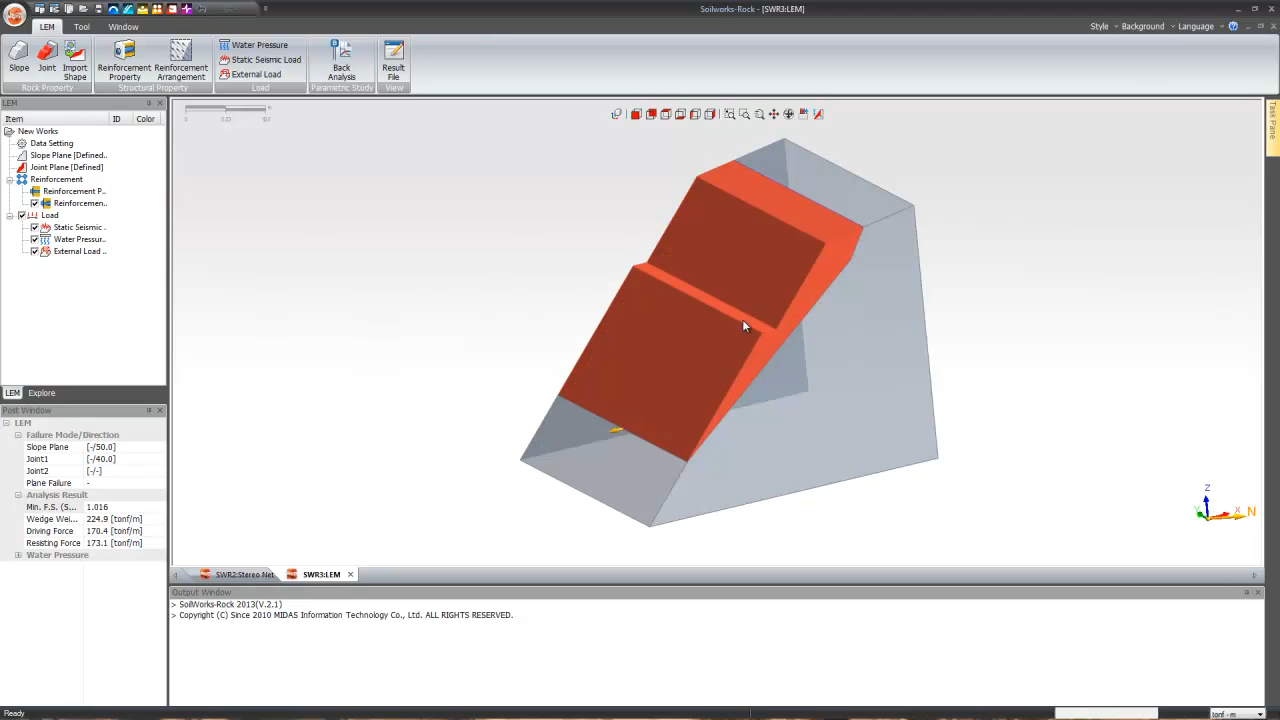 Soilworks-Rock - [SWR3:LEM]
LEM Tool Window
Style Background Language
Slope Joint Import Shape
Rock Property
Reinforcement Property Reinforcement Arrangement
Structural Property
Water Pressure
Static Seismic Load
External Load
Load
Back Analysis
Parametric Study
Result File
View
LEM
Item ID Color
New Works
Data Setting
Slope Plane [Defined..
Joint Plane [Defined]
Reinforcement
Reinforcement P..
Reinforcemen..
Load
Static Seismic .
Water Pressur..
External Load ..
LEM Explore
Post Window
LEM
Failure Mode/Direction
Slope Plane [-/50.0]
Joint1 [-/40.0]
Joint2 [-/-]
Plane Failure -
Analysis Result
Min. F.S. (S... 1.016
Wedge Wei... 224.9 [tonf/m]
Driving Force 170.4 [tonf/m]
Resisting Force 173.1 [tonf/m]
Water Pressure
Task Pane
Z
Y X N
SWR2:Stereo Net SWR3:LEM
Output Window
> SoilWorks-Rock 2013(V.2.1)
> Copyright (C) Since 2010 MIDAS Information Technology Co., Ltd. ALL RIGHTS RESERVED.
Ready
tonf - m